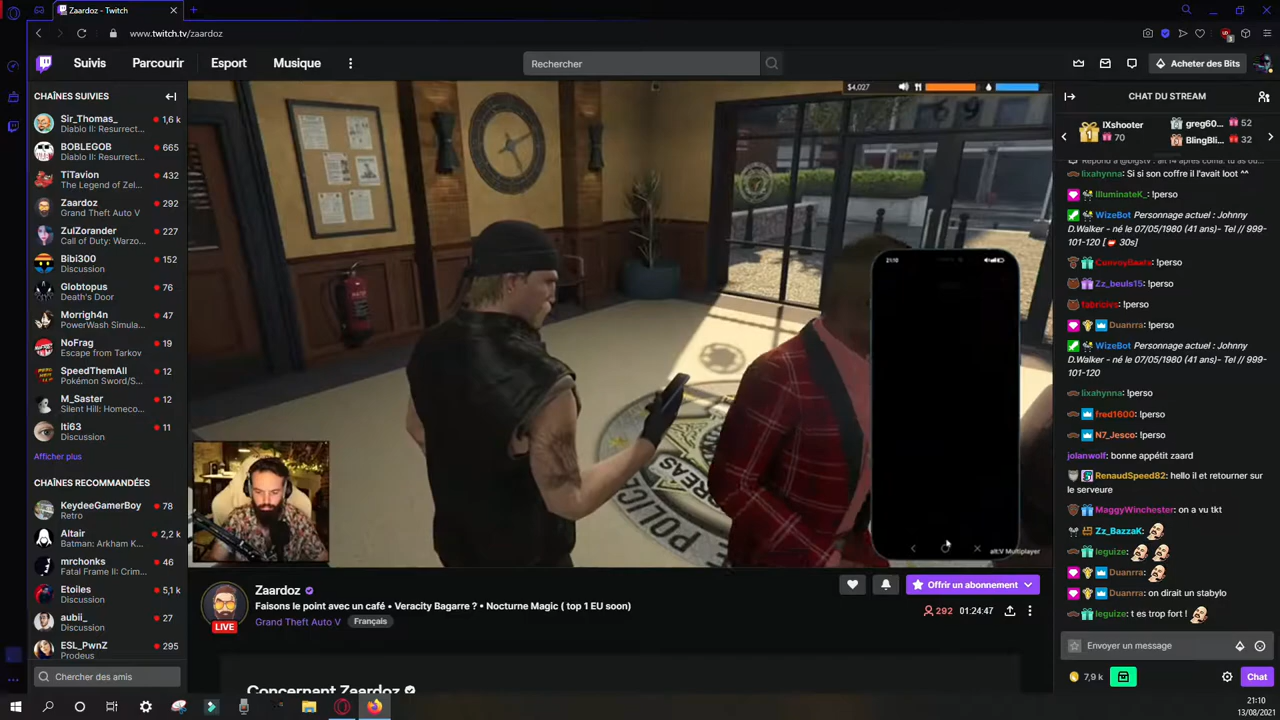 Zaardoz - Twitch
www.twitch.tv/zaardoz
Suivis
Parcourir
Esport
Musique
Rechercher
Acheter des Bits
CHAÎNES SUIVIES
Sir_Thomas_
1,6 k
Diablo II: Resurrect...
BOBLEGOB
665
Diablo II: Resurrect...
TiTavion
432
The Legend of Zel...
Zaardoz
292
Grand Theft Auto V
ZulZorander
227
Call of Duty: Warzo...
Bibi300
152
Discussion
Globtopus
76
Death's Door
Morrigh4n
47
PowerWash Simula...
NoFrag
19
Escape from Tarkov
SpeedThemAll
12
Pokémon Sword/S...
M_Saster
12
Silent Hill: Homeco...
Iti63
11
Discussion
Afficher plus
CHAÎNES RECOMMANDÉES
KeydeeGamerBoy
78
Retro
Altair
2,2 k
Batman: Arkham K...
mrchonks
46
Fatal Frame II: Crim...
Etoiles
5,1 k
Discussion
aubii_
27
Discussion
ESL_PwnZ
295
Prodeus
Chercher des amis
$4,027
21:10
alt:V Multiplayer
POLICE
Zaardoz
LIVE
Faisons le point avec un café • Veracity Bagarre ? • Nocturne Magic ( top 1 EU soon)
Grand Theft Auto V
Français
Offrir un abonnement
292
01:24:47
Concernant Zaardoz
CHAT DU STREAM
IXshooter
70
greg60...
52
BlingBli...
32
lixahynna: Si si son coffre il l'avait loot ^^
IlluminateK_: !perso
WizeBot Personnage actuel : Johnny
D.Walker - né le 07/05/1980 (41 ans)- Tel // 999-
101-120 [ 30s]
ConvoyBaafs: !perso
Zz_beuls15: !perso
fabricivs: !perso
Duanrra: !perso
WizeBot Personnage actuel : Johnny
D.Walker - né le 07/05/1980 (41 ans)- Tel // 999-
101-120
lixahynna: !perso
fred1600: !perso
N7_Jesco: !perso
jolanwolf: bonne appétit zaard
RenaudSpeed82: hello il et retourner sur
le serveure
MaggyWinchester: on a vu tkt
Zz_BazzaK:
leguize:
Duanrra:
Duanrra: on dirait un stabylo
leguize: t es trop fort !
Envoyer un message
7,9 k
Chat
21:10
13/08/2021